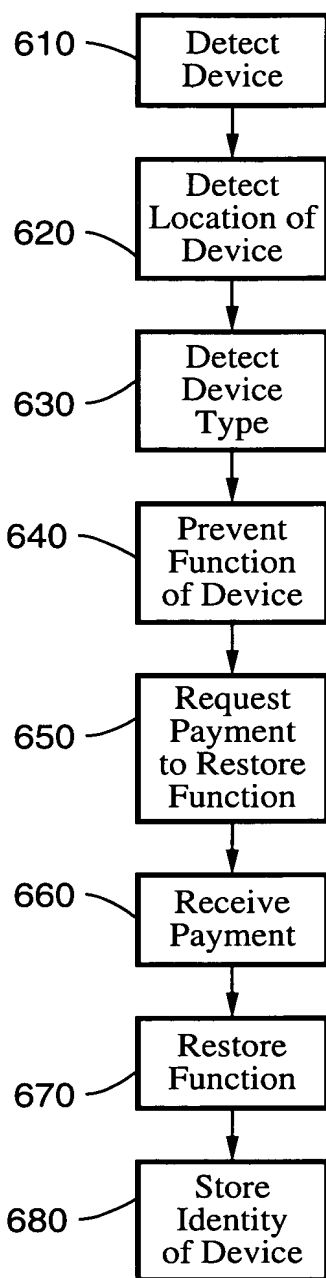 610
Detect
Device
620
Detect
Location of
Device
630
Detect
Device
Type
640
Prevent
Function
of Device
650
Request
Payment
to Restore
Function
660
Receive
Payment
670
Restore
Function
680
Store
Identity
of Device